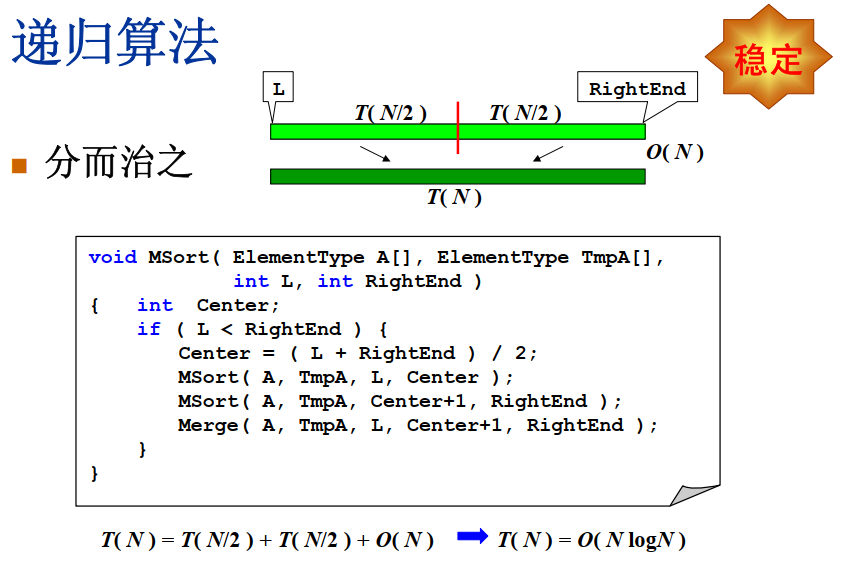 递归算法
稳定
L
RightEnd
T( N/2 ) T( N/2 )
O( N )
T( N )
分而治之
void MSort( ElementType A[], ElementType TmpA[],
int L, int RightEnd )
{ int Center;
if ( L < RightEnd ) {
Center = ( L + RightEnd ) / 2;
MSort( A, TmpA, L, Center );
MSort( A, TmpA, Center+1, RightEnd );
Merge( A, TmpA, L, Center+1, RightEnd );
}
}
T( N ) = T( N/2 ) + T( N/2 ) + O( N ) T( N ) = O( N logN )